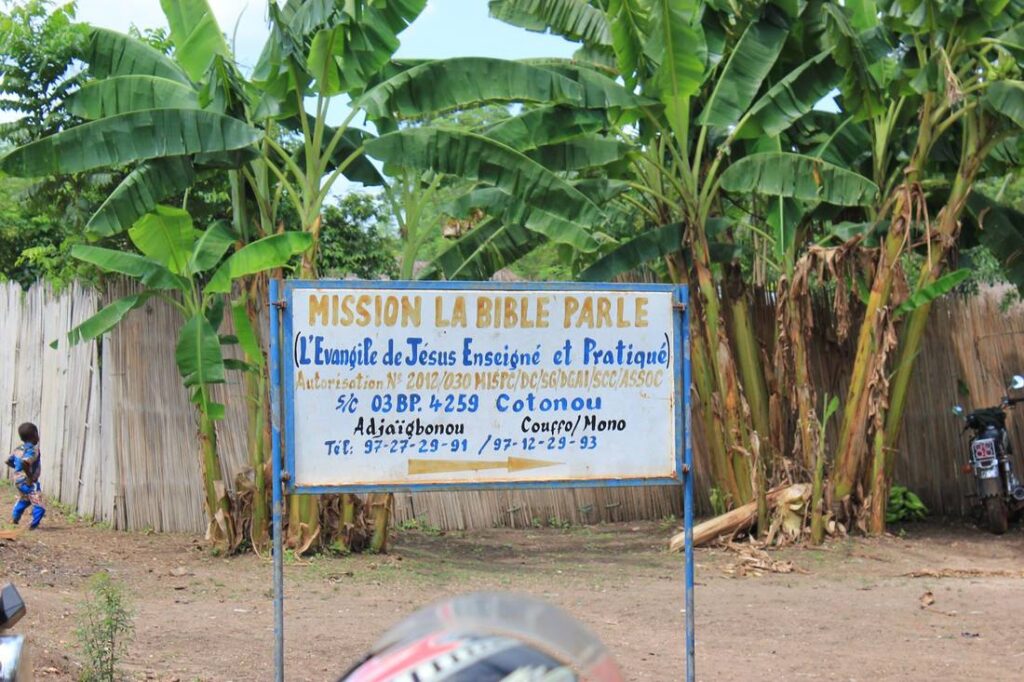 MISSION LA BIBLE PARLE
(L'Evangile de Jésus Enseigné et Pratiqué)
Autorisation N° 2012/030 MISPC/DC/SG/DGAI/SCC/ASSOC
S/C 03 BP. 4259 Cotonou
Adjaïgbonou Couffo/Mono
Tél: 97-27-29-91 /97-12-29-93